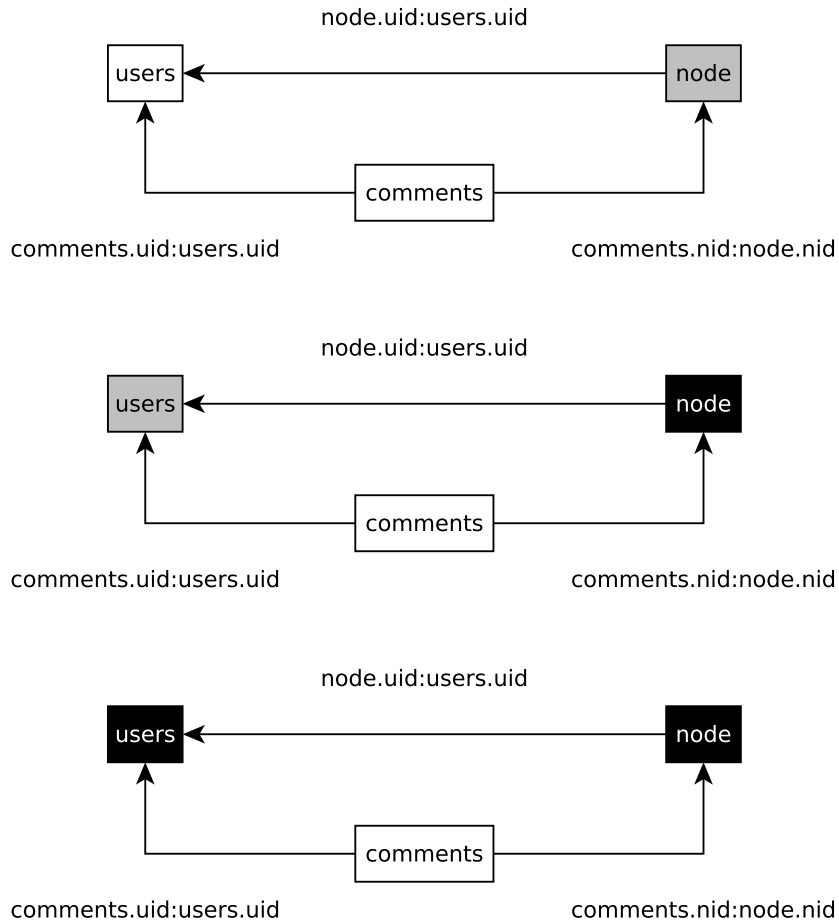 node.uid:users.uid
users
node
comments
comments.uid:users.uid
comments.nid:node.nid
node.uid:users.uid
users
node
comments
comments.uid:users.uid
comments.nid:node.nid
node.uid:users.uid
users
node
comments
comments.uid:users.uid
comments.nid:node.nid